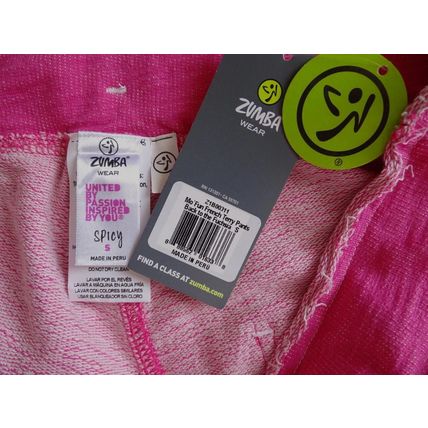 ZUMBA®
WEAR
UNITED
BY
PASSION
INSPIRED
BY YOU®
SPICY
S
MADE IN PERU
DO NOT DRY CLEAN
LAVAR POR EL REVÉS
LAVAR A MÁQUINA EN AGUA FRÍA
LAVAR CON COLORES SIMILARES
USAR BLANQUEADOR SIN CLORO
ZUMBA
WEAR
Mo Fun French Terry Pants
Back to the Fuchsia S
MADE IN PERU
FIND A CLASS AT zumba.com